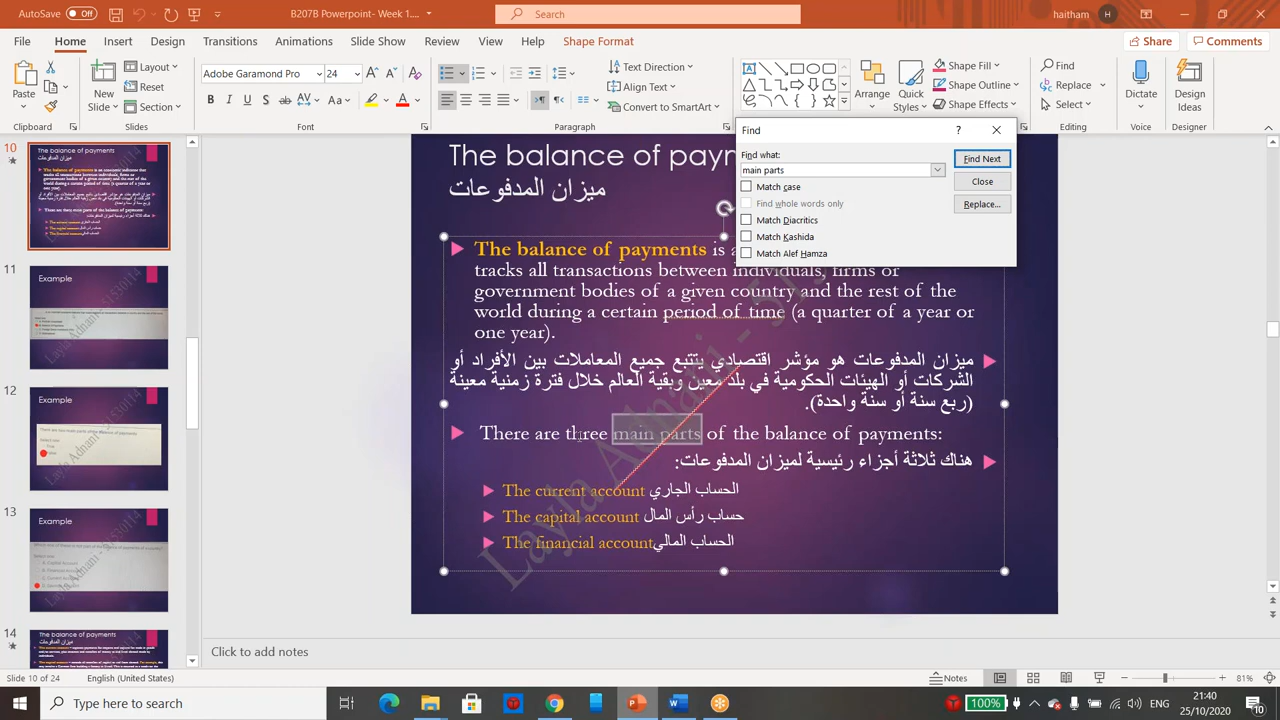 AutoSave Off
B207B Powerpoint- Week 1...
Search
haitham H
File Home Insert Design Transitions Animations Slide Show Review View Help Shape Format
Share Comments
Paste
New Slide
Layout
Reset
Section
Adobe Garamond Pro 24
Text Direction
Align Text
Convert to SmartArt
Arrange
Quick Styles
Shape Fill
Shape Outline
Shape Effects
Find
Replace
Select
Dictate
Design Ideas
Clipboard Slides Font Paragraph Editing Voice Designer
Find
? ×
Find what:
main parts
Find Next
Close
Replace...
Match case
Find whole words only
Match Diacritics
Match Kashida
Match Alef Hamza
10
The balance of payments
ميزان المدفوعات
11
Example
12
Example
13
Example
14
The balance of payments
ميزان المدفوعات
The balance of paym
ميزان المدفوعات
The balance of payments is a
tracks all transactions between individuals, firms or
government bodies of a given country and the rest of the
world during a certain period of time (a quarter of a year or
one year).
ميزان المدفوعات هو مؤشر اقتصادي يتتبع جميع المعاملات بين الأفراد أو
الشركات أو الهيئات الحكومية في بلد معين وبقية العالم خلال فترة زمنية معينة
(ربع سنة أو سنة واحدة).
There are three main parts of the balance of payments:
هناك ثلاثة أجزاء رئيسية لميزان المدفوعات:
The current account الحساب الجاري
The capital account حساب رأس المال
The financial account الحساب المالي
Click to add notes
Slide 10 of 24
English (United States)
Notes
81%
Type here to search
100%
21:40
25/10/2020